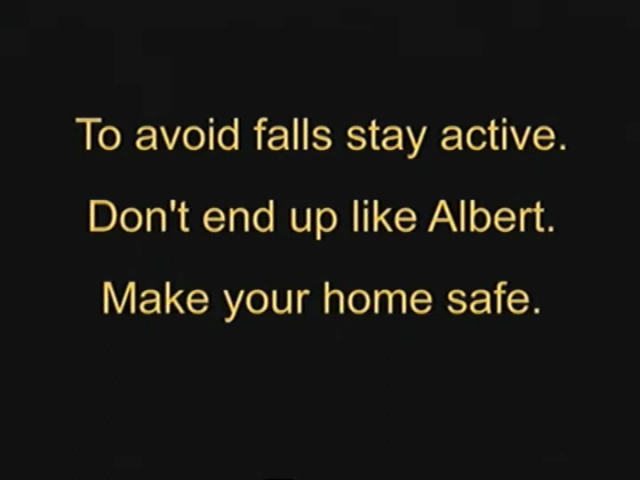 To avoid falls stay active.
Don't end up like Albert.
Make your home safe.